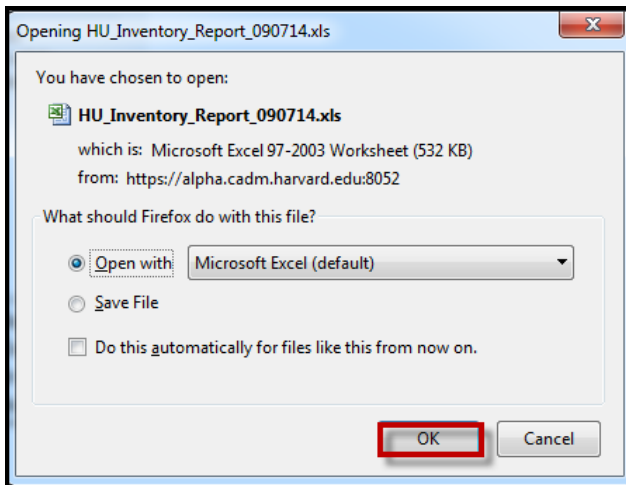 Opening HU_Inventory_Report_090714.xls
You have chosen to open:
HU_Inventory_Report_090714.xls
which is: Microsoft Excel 97-2003 Worksheet (532 KB)
from: https://alpha.cadm.harvard.edu:8052
What should Firefox do with this file?
Open with Microsoft Excel (default)
Save File
Do this automatically for files like this from now on.
OK Cancel